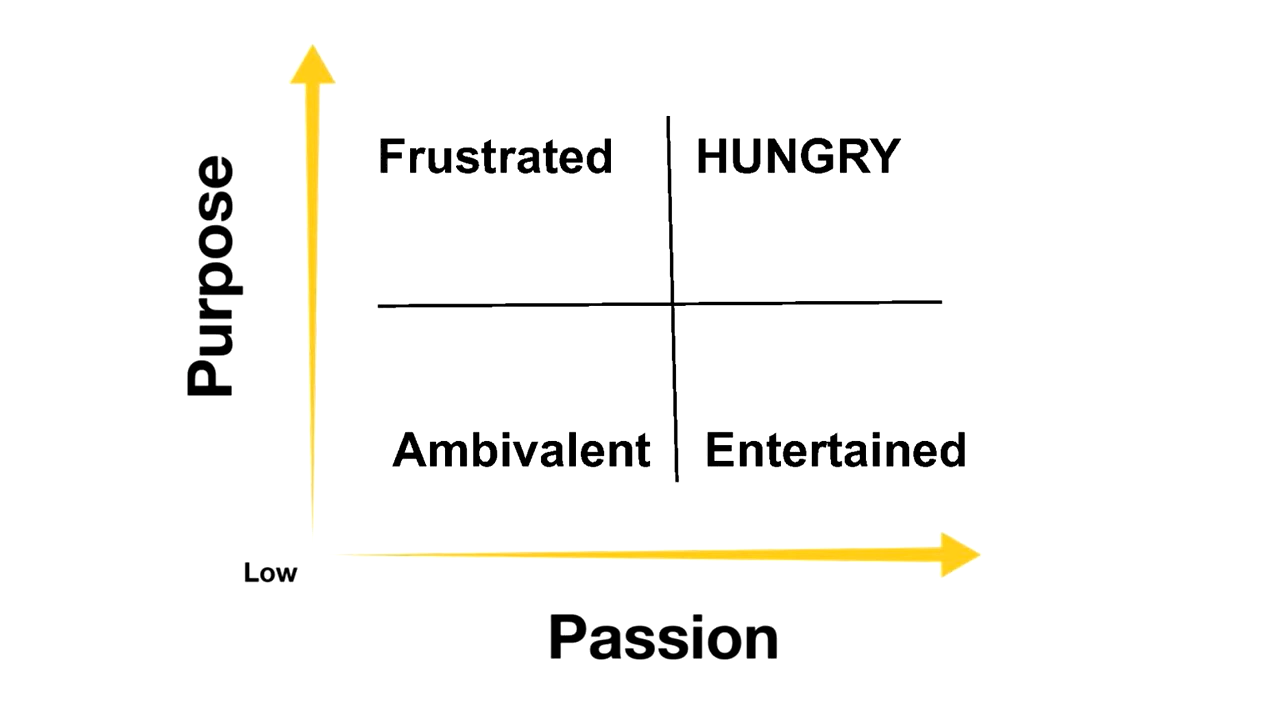 Purpose
Frustrated
HUNGRY
Ambivalent
Entertained
Low
Passion